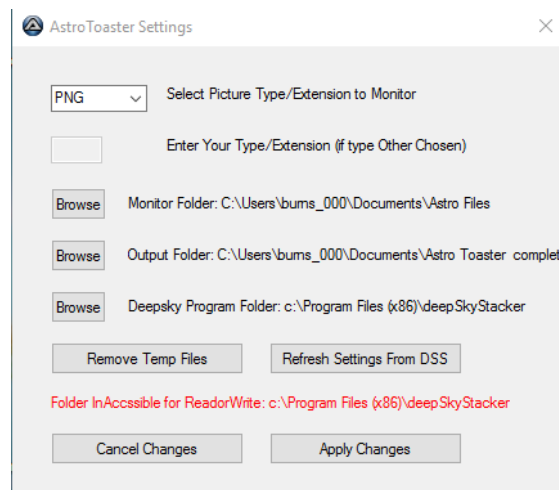 AstroToaster Settings
PNG
Select Picture Type/Extension to Monitor
Enter Your Type/Extension (if type Other Chosen)
Browse
Monitor Folder: C:\Users\burns_000\Documents\Astro Files
Browse
Output Folder: C:\Users\burns_000\Documents\Astro Toaster complet
Browse
Deepsky Program Folder: c:\Program Files (x86)\deepSkyStacker
Remove Temp Files
Refresh Settings From DSS
Folder InAccssible for ReadorWrite: c:\Program Files (x86)\deepSkyStacker
Cancel Changes
Apply Changes